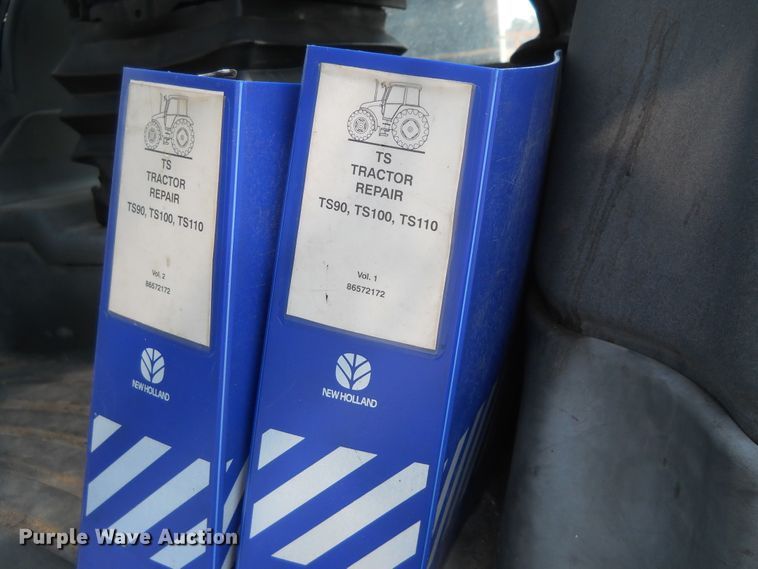 TS
TRACTOR
REPAIR
TS90, TS100, TS110
Vol. 2
86572172
NEW HOLLAND
TS
TRACTOR
REPAIR
TS90, TS100, TS110
Vol. 1
86572172
NEW HOLLAND
Purple Wave Auction